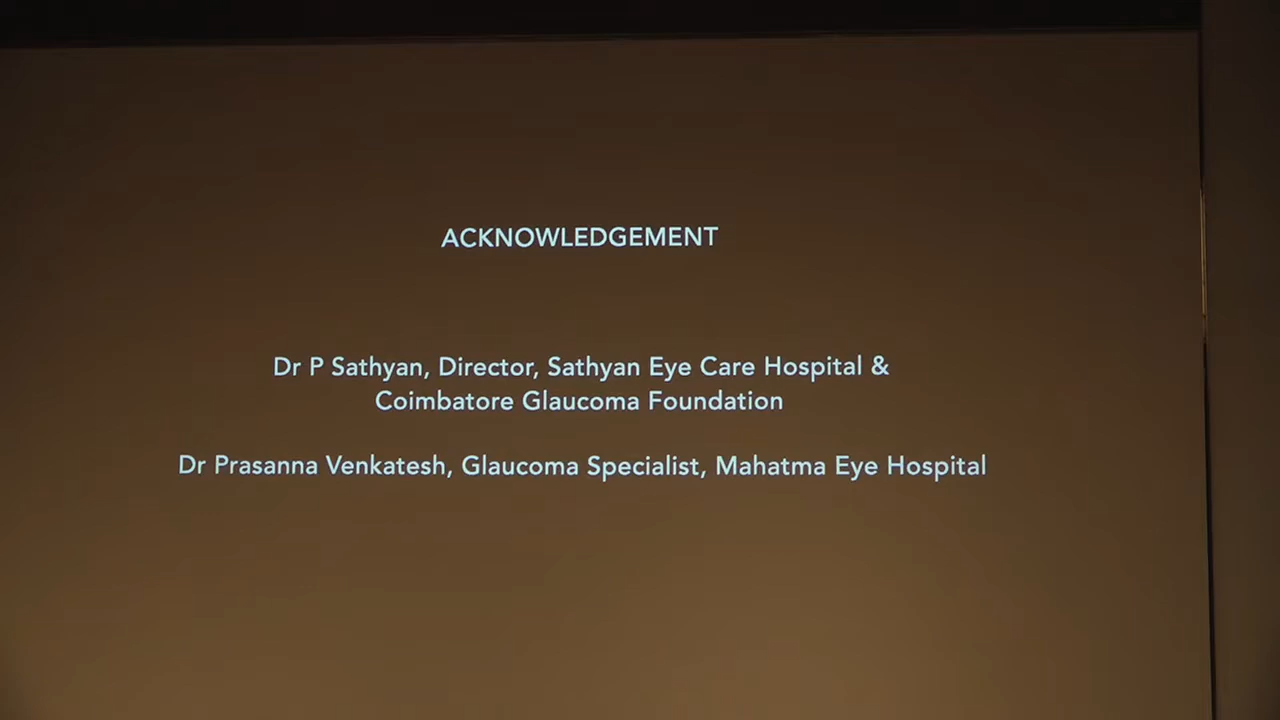 ACKNOWLEDGEMENT
Dr P Sathyan, Director, Sathyan Eye Care Hospital &
Coimbatore Glaucoma Foundation
Dr Prasanna Venkatesh, Glaucoma Specialist, Mahatma Eye Hospital